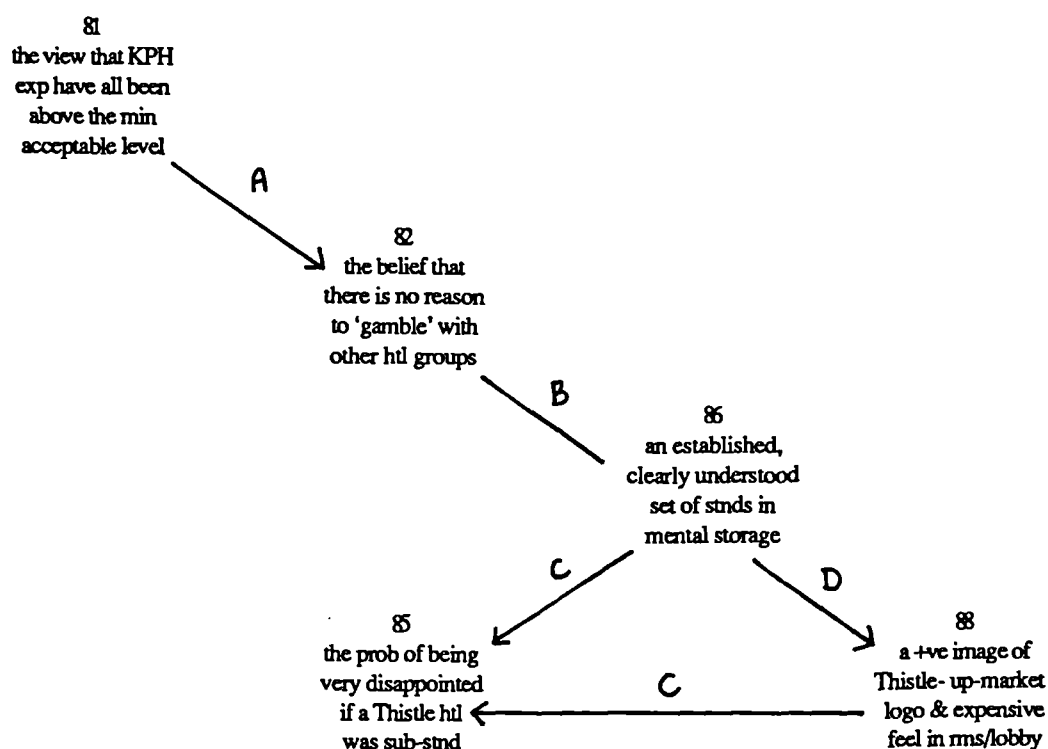 81
the view that KPH
exp have all been
above the min
acceptable level
A
82
the belief that
there is no reason
to ‘gamble’ with
other htl groups
B
86
an established,
clearly understood
set of stnds in
mental storage
C
D
85
the prob of being
very disappointed
if a Thistle htl
was sub-stnd
C
88
a +ve image of
Thistle- up-market
logo & expensive
feel in rms/lobby